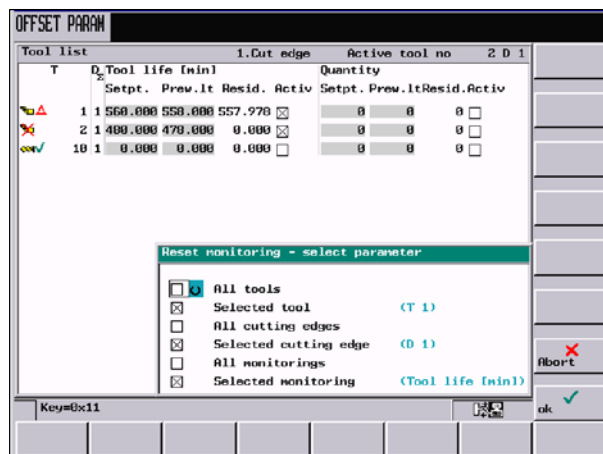 OFFSET PARAM
Tool list 1.Cut edge Active tool no 2 D 1
T DΣ Tool life [min] Quantity
Setpt. Prew.lt Resid. Activ Setpt. Prew.lt Resid. Activ
1 1 560.000 558.000 557.978 0 0 0
2 1 480.000 478.000 0.000 0 0 0
10 1 0.000 0.000 0.000 0 0 0
Reset monitoring - select parameter
All tools
Selected tool (T 1)
All cutting edges
Selected cutting edge (D 1)
All monitorings
Selected monitoring (Tool life [min])
Abort
Key=0x11
ok